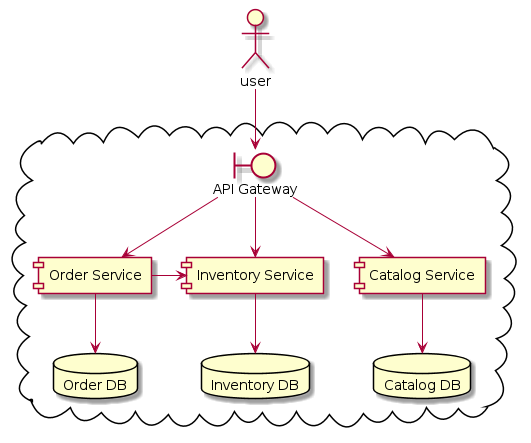 user
API Gateway
Order Service
Inventory Service
Catalog Service
Order DB
Inventory DB
Catalog DB